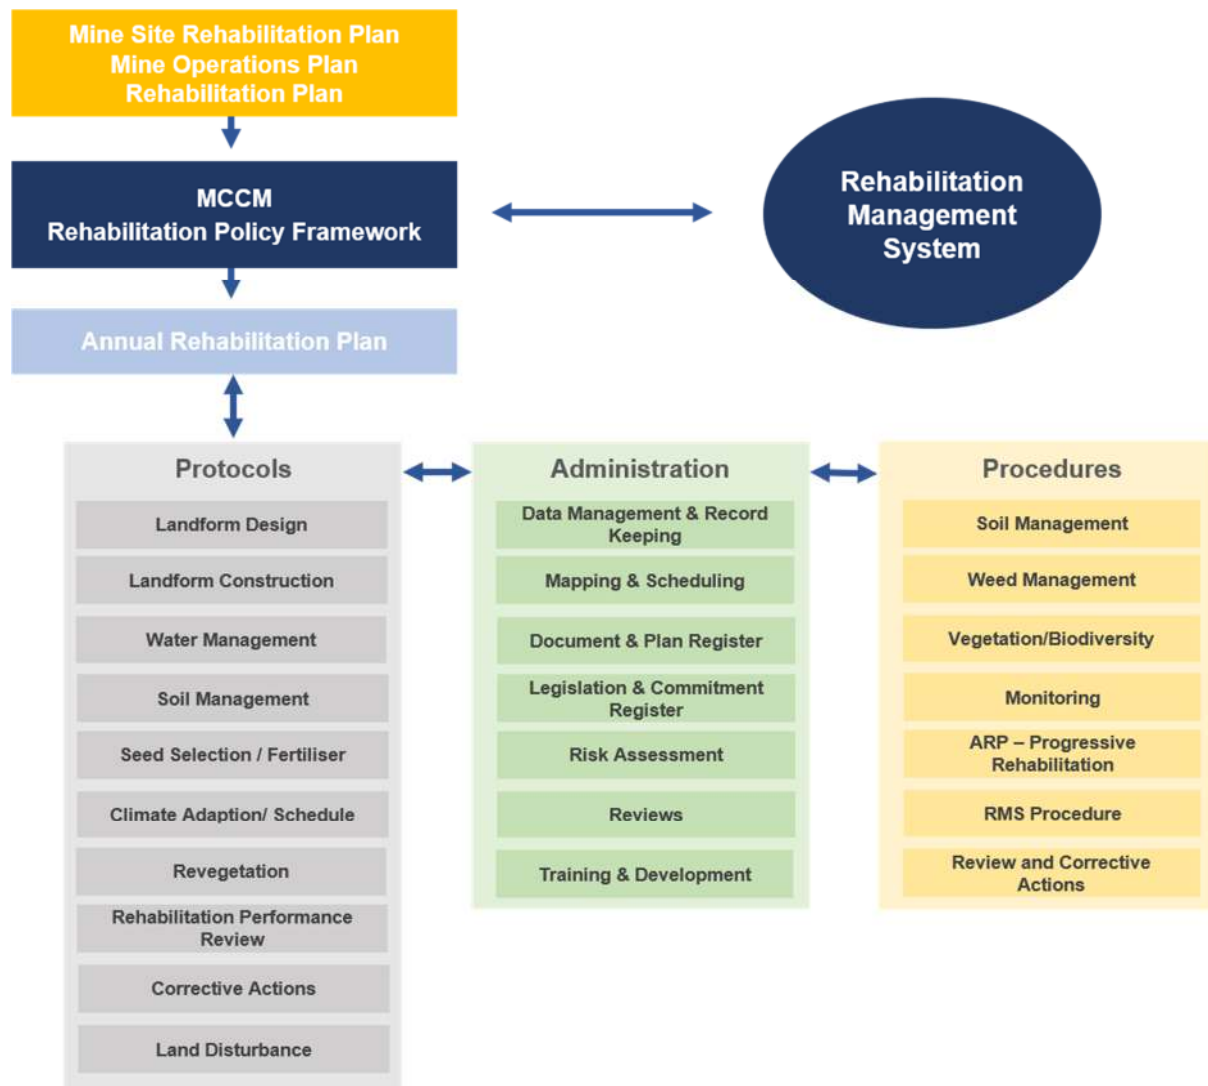 Mine Site Rehabilitation Plan
Mine Operations Plan
Rehabilitation Plan
MCCM
Rehabilitation Policy Framework
Rehabilitation
Management
System
Annual Rehabilitation Plan
Protocols
Landform Design
Landform Construction
Water Management
Soil Management
Seed Selection / Fertiliser
Climate Adaption/ Schedule
Revegetation
Rehabilitation Performance
Review
Corrective Actions
Land Disturbance
Administration
Data Management & Record
Keeping
Mapping & Scheduling
Document & Plan Register
Legislation & Commitment
Register
Risk Assessment
Reviews
Training & Development
Procedures
Soil Management
Weed Management
Vegetation/Biodiversity
Monitoring
ARP – Progressive
Rehabilitation
RMS Procedure
Review and Corrective
Actions